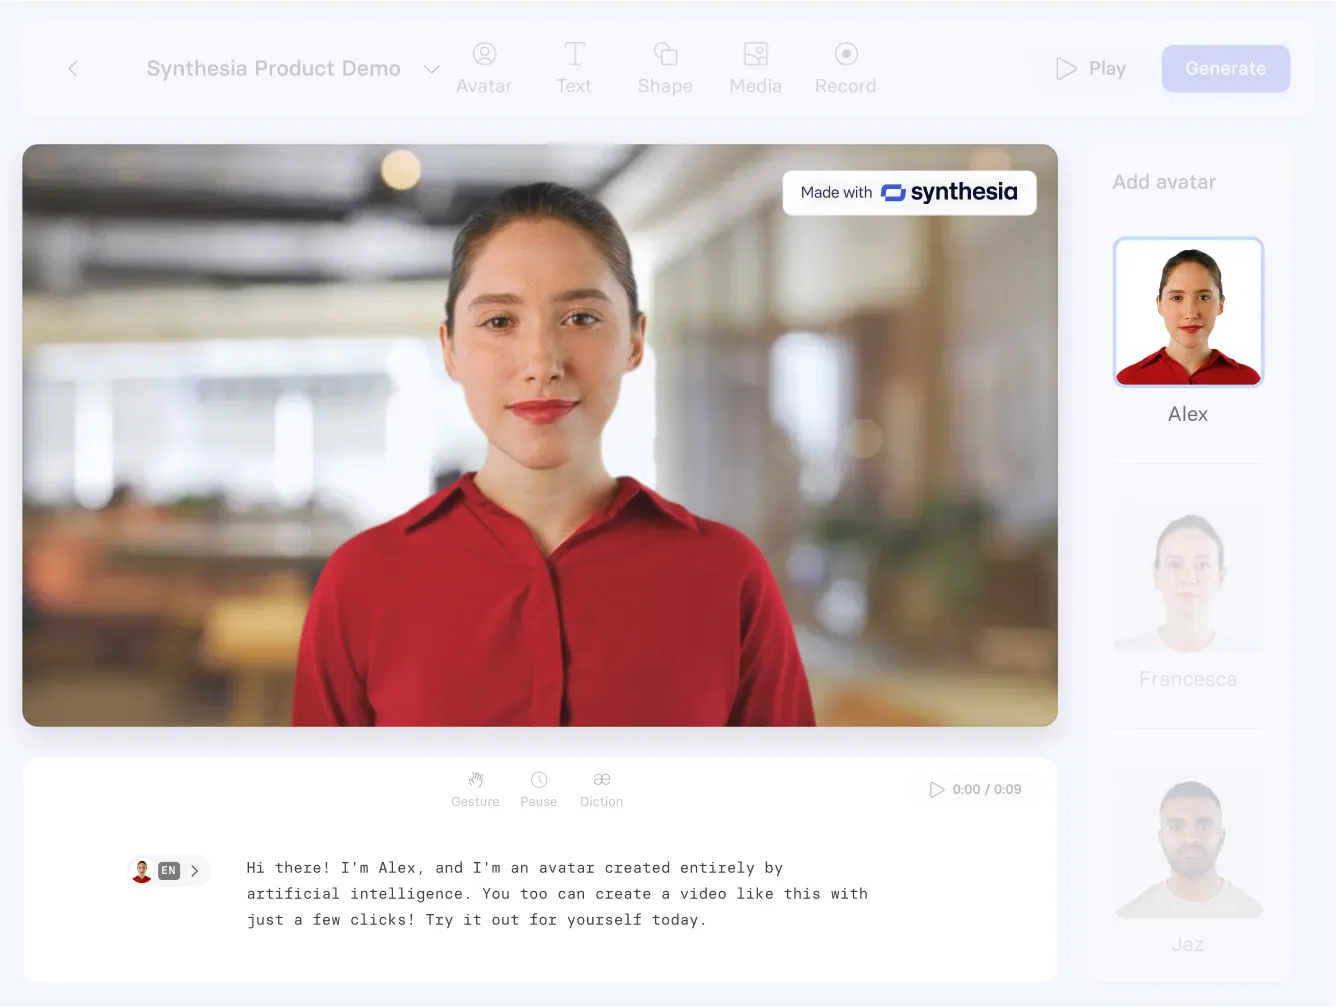 Synthesia Product Demo
Avatar
Text
Shape
Media
Record
Play
Generate
Made with synthesia
Add avatar
Alex
Francesca
Jaz
Gesture
Pause
æ
Diction
0:00 / 0:09
EN
Hi there! I'm Alex, and I'm an avatar created entirely by
artificial intelligence. You too can create a video like this with
just a few clicks! Try it out for yourself today.